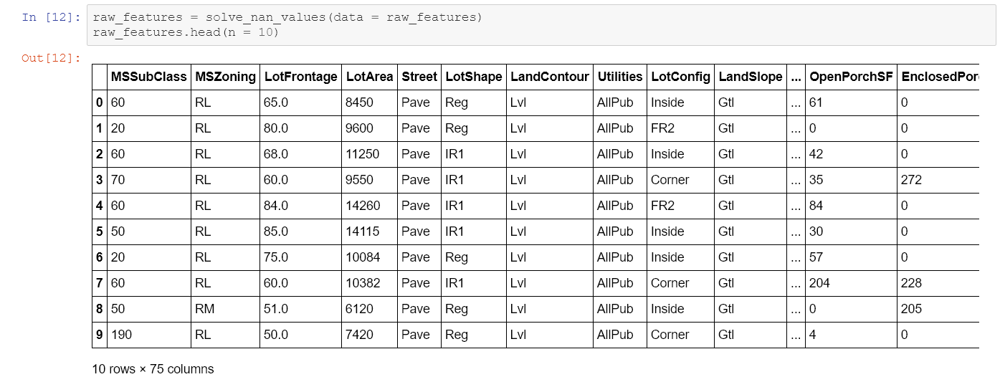 In [12]: raw_features = solve_nan_values(data = raw_features)
raw_features.head(n = 10)
Out[12]:
MSSubClass MSZoning LotFrontage LotArea Street LotShape LandContour Utilities LotConfig LandSlope ... OpenPorchSF EnclosedPor
0 60 RL 65.0 8450 Pave Reg Lvl AllPub Inside Gtl ... 61 0
1 20 RL 80.0 9600 Pave Reg Lvl AllPub FR2 Gtl ... 0 0
2 60 RL 68.0 11250 Pave IR1 Lvl AllPub Inside Gtl ... 42 0
3 70 RL 60.0 9550 Pave IR1 Lvl AllPub Corner Gtl ... 35 272
4 60 RL 84.0 14260 Pave IR1 Lvl AllPub FR2 Gtl ... 84 0
5 50 RL 85.0 14115 Pave IR1 Lvl AllPub Inside Gtl ... 30 0
6 20 RL 75.0 10084 Pave Reg Lvl AllPub Inside Gtl ... 57 0
7 60 RL 60.0 10382 Pave IR1 Lvl AllPub Corner Gtl ... 204 228
8 50 RM 51.0 6120 Pave Reg Lvl AllPub Inside Gtl ... 0 205
9 190 RL 50.0 7420 Pave Reg Lvl AllPub Corner Gtl ... 4 0
10 rows × 75 columns